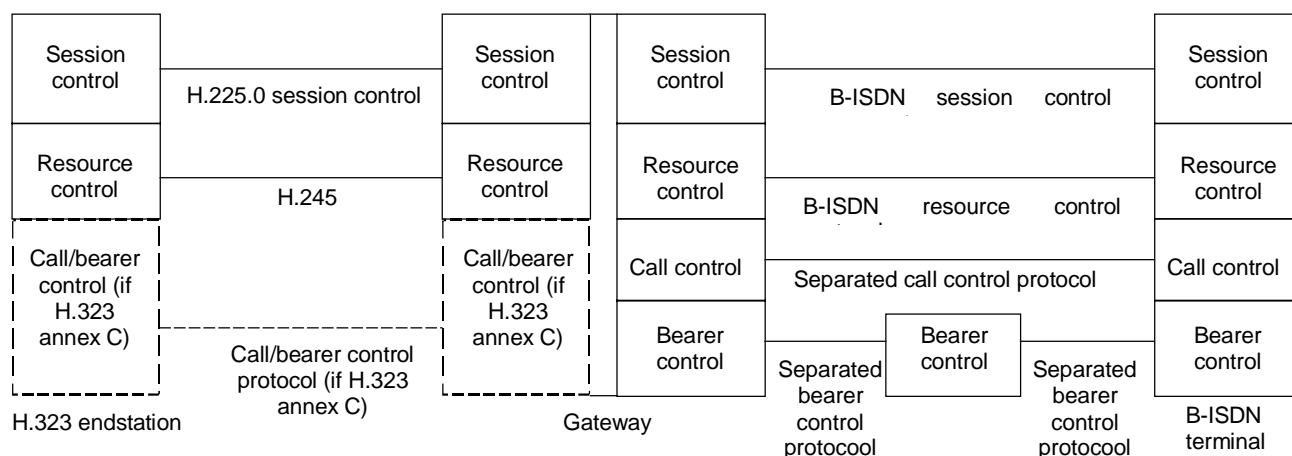 Session
control
Session
control
Session
control
Session
control
H.225.0 session control
B-ISDN session control
Resource
control
Resource
control
Resource
control
Resource
control
H.245
B-ISDN resource control
Call/bearer
control (if
H.323
annex C)
Call/bearer
control (if
H.323
annex C)
Call control
Call control
Separated call control protocol
Bearer
control
Bearer
control
Bearer
control
Call/bearer control
protocol (if H.323
annex C)
Separated
bearer
control
protocool
Separated
bearer
control
protocool
H.323 endstation
Gateway
B-ISDN
terminal